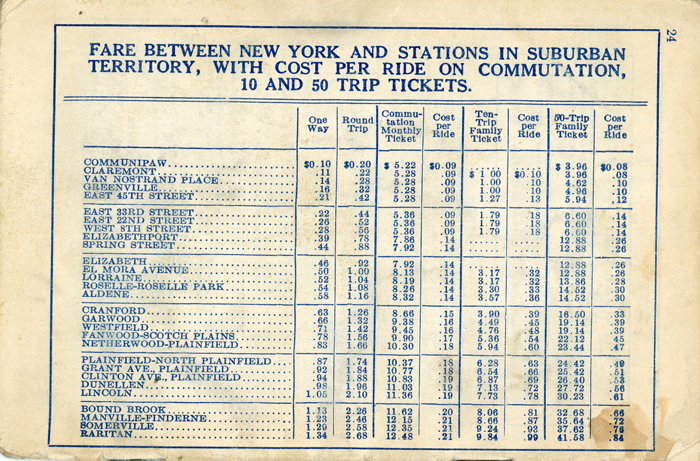 24
FARE BETWEEN NEW YORK AND STATIONS IN SUBURBAN
TERRITORY, WITH COST PER RIDE ON COMMUTATION,
10 AND 50 TRIP TICKETS.
One Way | Round Trip | Commu-tation Monthly Ticket | Cost per Ride | Ten-Trip Family Ticket | Cost per Ride | 50-Trip Family Ticket | Cost per Ride
COMMUNIPAW $0.10 $0.20 $ 5.22 $0.09 ...... ..... $ 3.96 $0.08
CLAREMONT .11 .22 5.28 .09 $ 1.00 $0.10 3.96 .08
VAN NOSTRAND PLACE .14 .28 5.28 .09 1.00 .10 4.62 .10
GREENVILLE .16 .32 5.28 .09 1.00 .10 4.96 .10
EAST 45TH STREET .21 .42 5.28 .09 1.27 .13 5.94 .12
EAST 33RD STREET .22 .44 5.36 .09 1.79 .18 6.60 .14
EAST 22ND STREET .26 .52 5.36 .09 1.79 .18 6.60 .14
WEST 8TH STREET .28 .56 5.36 .09 1.79 .18 6.60 .14
ELIZABETHPORT .39 .78 7.86 .14 ...... ..... 12.88 .26
SPRING STREET .44 .88 7.92 .14 ...... ..... 12.88 .26
ELIZABETH .46 .92 7.92 .14 ...... ..... 12.88 .26
EL MORA AVENUE .50 1.00 8.13 .14 3.17 .32 12.88 .26
LORRAINE .52 1.04 8.19 .14 3.17 .32 13.86 .28
ROSELLE-ROSELLE PARK .54 1.08 8.26 .14 3.30 .33 14.52 .30
ALDENE .58 1.16 8.32 .14 3.57 .36 14.52 .30
CRANFORD .63 1.26 8.66 .15 3.90 .39 16.50 .33
GARWOOD .66 1.32 9.38 .16 4.49 .45 19.14 .39
WESTFIELD .71 1.42 9.45 .16 4.76 .48 19.14 .39
FANWOOD-SCOTCH PLAINS .78 1.56 9.90 .17 5.36 .54 22.12 .45
NETHERWOOD-PLAINFIELD .83 1.66 10.30 .18 5.94 .60 23.44 .47
PLAINFIELD-NORTH PLAINFIELD .87 1.74 10.37 .18 6.28 .63 24.42 .49
GRANT AVE., PLAINFIELD .92 1.84 10.77 .18 6.54 .66 25.42 .51
CLINTON AVE., PLAINFIELD .94 1.88 10.83 .19 6.87 .69 26.40 .53
DUNELLEN .98 1.96 11.03 .19 7.13 .72 27.72 .56
LINCOLN 1.05 2.10 11.36 .19 7.73 .78 30.23 .61
BOUND BROOK 1.13 2.26 11.62 .20 8.06 .81 32.68 .66
MANVILLE-FINDERNE 1.23 2.46 12.15 .21 8.66 .87 35.64 .72
SOMERVILLE 1.29 2.58 12.35 .21 9.24 .93 37.62 .76
RARITAN 1.34 2.68 12.48 .21 9.84 .99 41.58 .84